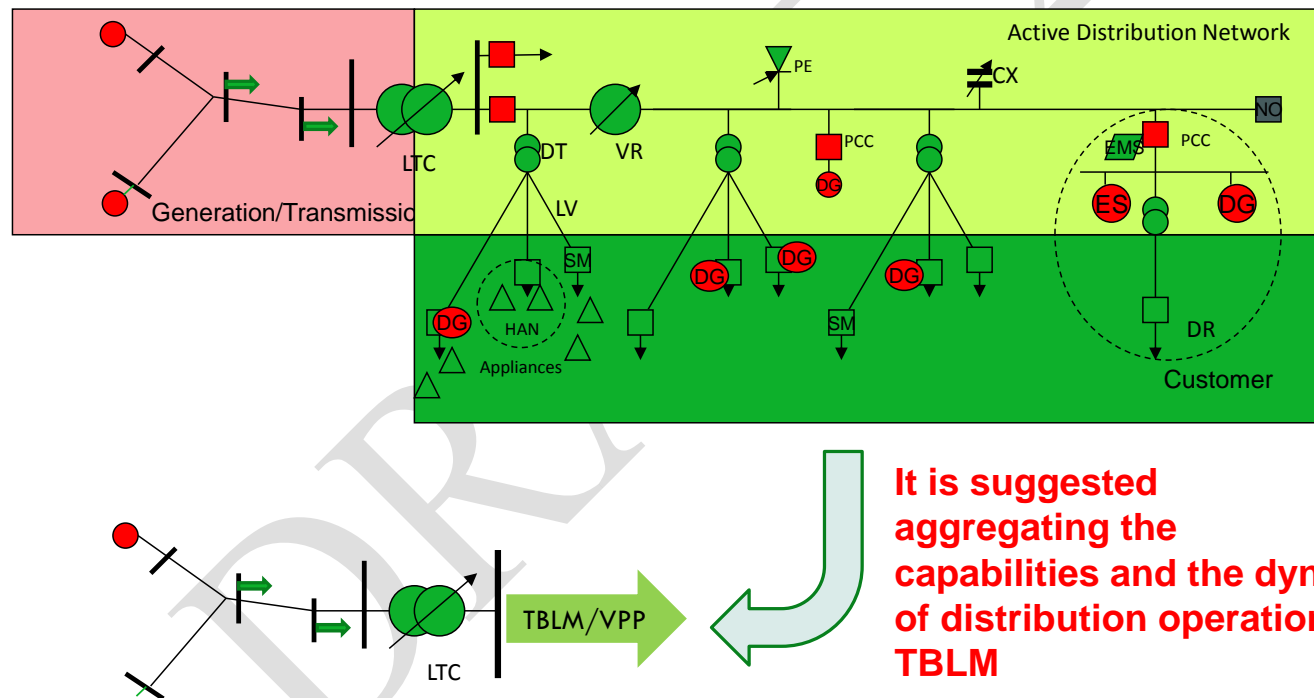 Active Distribution Network
PE
CX
NO
LTC
DT
VR
PCC
DG
EMS
PCC
ES
DG
Generation/Transmissio
LV
SM
DG
DG
DG
DG
HAN
SM
DR
Appliances
Customer
It is suggested
aggregating the
capabilities and the dyn
of distribution operation
TBLM
TBLM/VPP
LTC
DRA